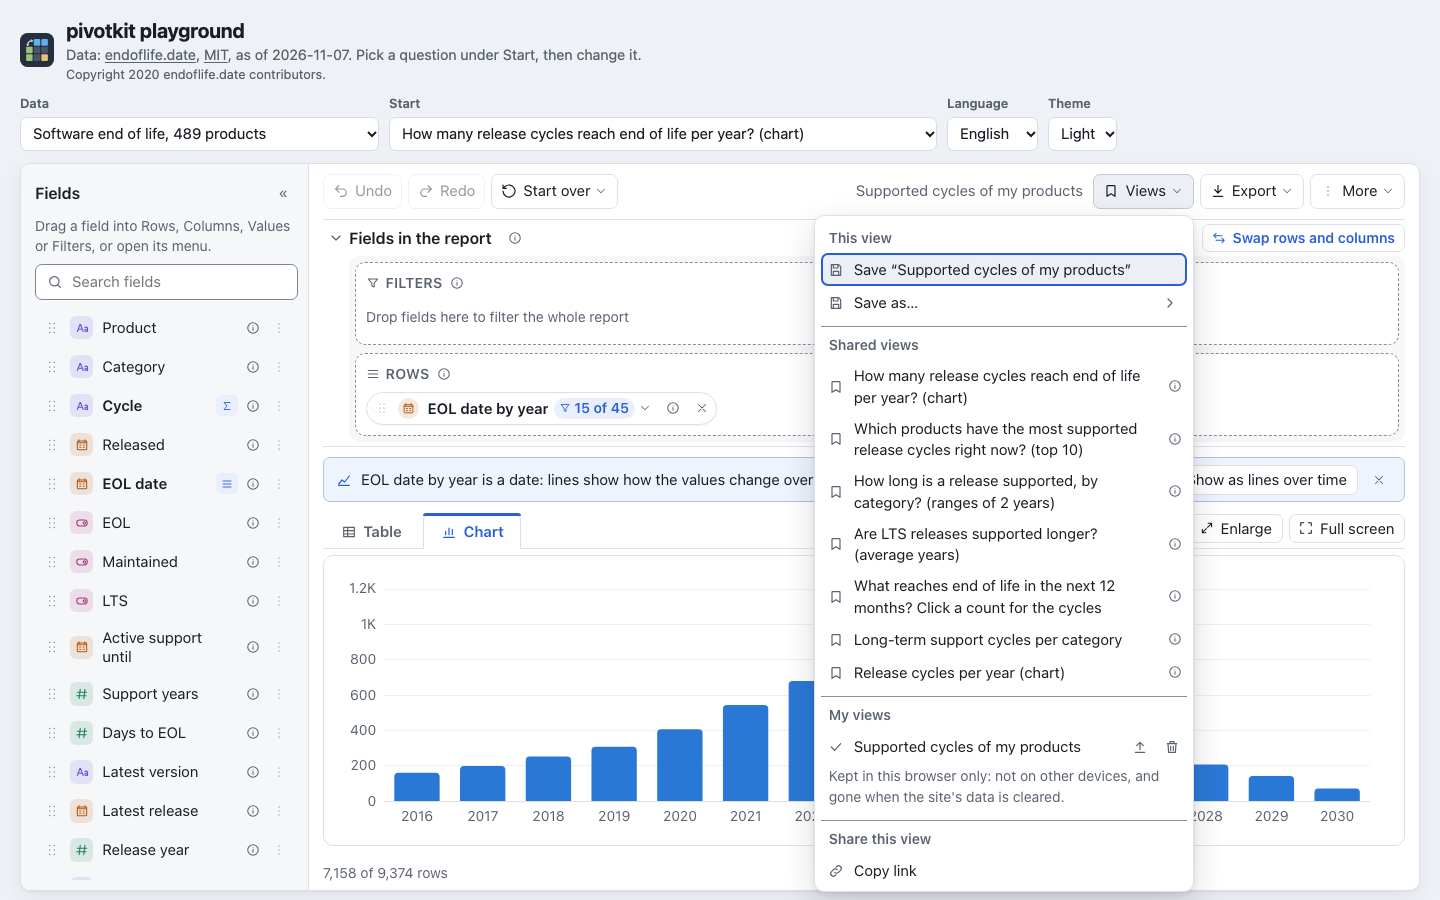 pivotkit playground
Data: endoflife.date, MIT, as of 2026-11-07. Pick a question under Start, then change it.
Copyright 2020 endoflife.date contributors.
Data
Start
Language
Theme
Software end of life, 489 products
How many release cycles reach end of life per year? (chart)
English
Light
Fields
«
Drag a field into Rows, Columns, Values
or Filters, or open its menu.
Search fields
Aa Product
Aa Category
Aa Cycle Σ
Released
EOL date
EOL
Maintained
LTS
Active support
until
Support years
Days to EOL
Aa Latest version
Latest release
Release year
Undo
Redo
Start over
Supported cycles of my products
Views
Export
More
Fields in the report
Swap rows and columns
FILTERS
Drop fields here to filter the whole report
ROWS
EOL date by year
15 of 45
EOL date by year is a date: lines show how the values change over
Show as lines over time
Table
Chart
Enlarge
Full screen
1.2K
1K
800
600
400
200
0
2016
2017
2018
2019
2020
2021
2028
2029
2030
7,158 of 9,374 rows
This view
Save “Supported cycles of my products”
Save as...
Shared views
How many release cycles reach end of life
per year? (chart)
Which products have the most supported
release cycles right now? (top 10)
How long is a release supported, by
category? (ranges of 2 years)
Are LTS releases supported longer?
(average years)
What reaches end of life in the next 12
months? Click a count for the cycles
Long-term support cycles per category
Release cycles per year (chart)
My views
Supported cycles of my products
Kept in this browser only: not on other devices, and
gone when the site's data is cleared.
Share this view
Copy link